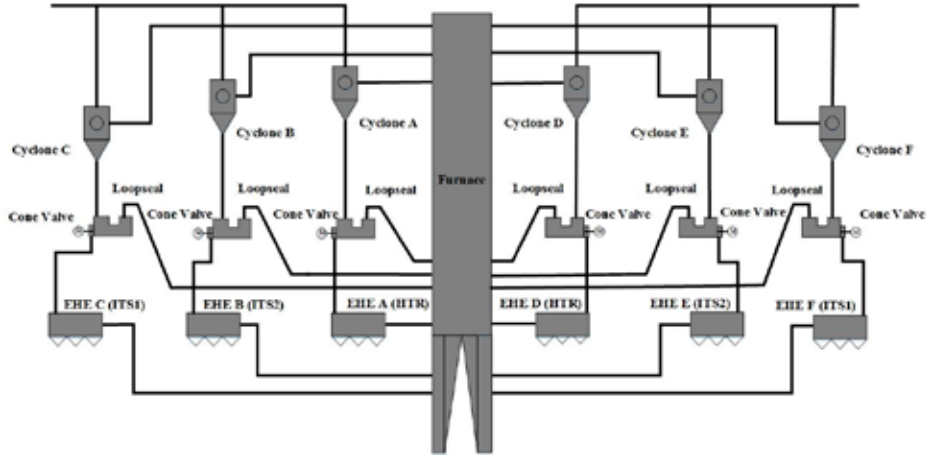 Cyclone A
Cyclone D
Cyclone B
Cyclone E
Cyclone C
Cyclone F
Furnace
Loopseal
Loopseal
Loopseal
Loopseal
Loopseal
Loopseal
Cone Valve
Cone Valve
Cone Valve
Cone Valve
Cone Valve
Cone Valve
EHE C (ITS1)
EHE B (ITS2)
EHE A (HTR)
EHE D (HTR)
EHE E (ITS2)
EHE F (ITS1)